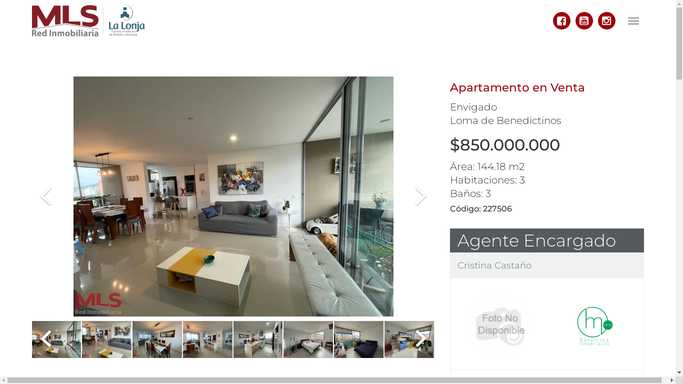 MLS
Red Inmobiliaria
La Lonja
Apartamento en Venta
Envigado
Loma de Benedictinos
$850.000.000
Área: 144.18 m2
Habitaciones: 3
Baños: 3
Código: 227506
MLS
Red Inmobiliaria
Agente Encargado
Cristina Castaño
Foto No
Disponible